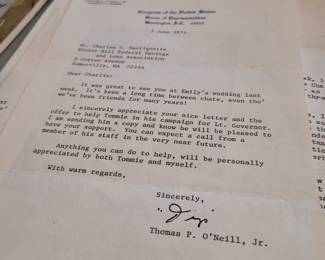 Congress of the United States
House of Representatives
Washington, D.C. 20515
7 June 1974
Mr. Charles G.
Winter Hill Federal Savings
and Loan Association
5 Cutter Avenue
Somerville, MA 02144
Dear Charlie:
It was great to see you at Emily's wedding last
week. It's been a long time between chats, even tho'
we've been friends for many years!
I sincerely appreciate your nice letter and the
offer to help Tommie in his campaign for Lt. Governor.
I am sending him a copy and know he will be pleased to
have your support. You can expect a call from a
member of his staff in the very near future.
Anything you can do to help, will be personally
appreciated by both Tommie and myself.
With warm regards,
Sincerely,
"Tip"
Thomas P. O'Neill, Jr.